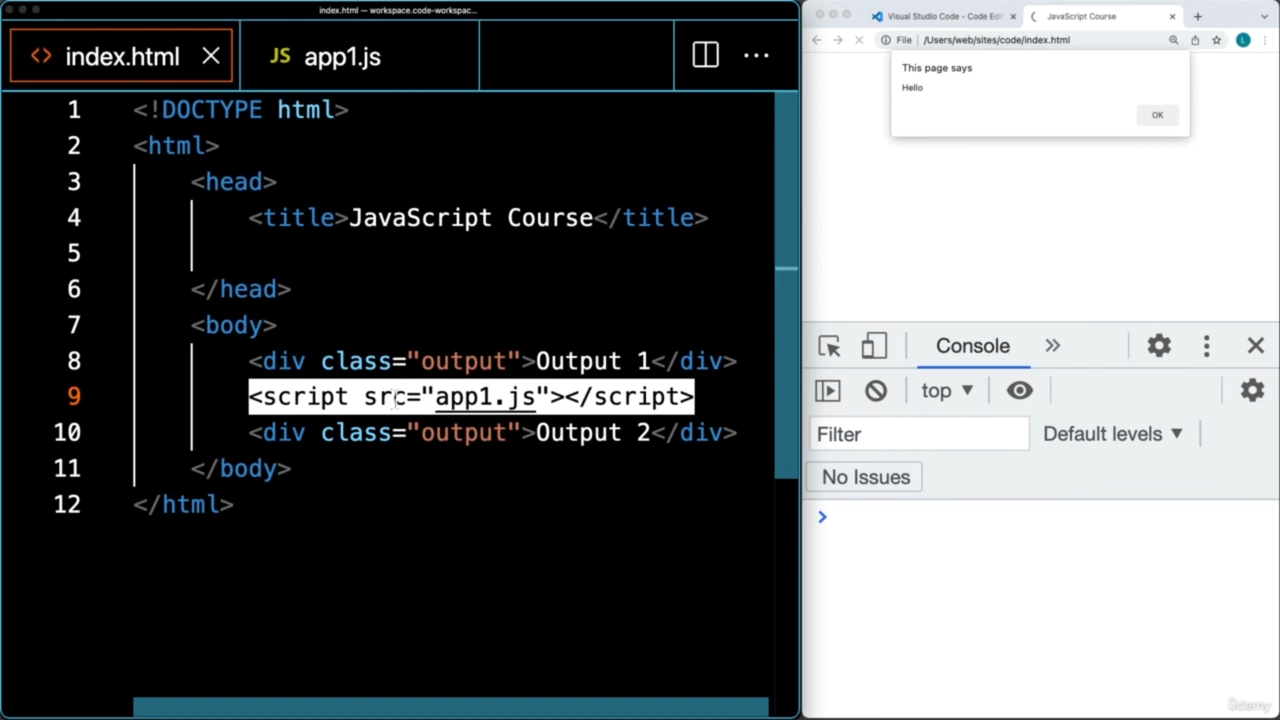 index.html — workspace.code-workspac...
<> index.html
JS app1.js
1 <!DOCTYPE html>
2 <html>
3 <head>
4 <title>JavaScript Course</title>
5
6 </head>
7 <body>
8 <div class="output">Output 1</div>
9 <script src="app1.js"></script>
10 <div class="output">Output 2</div>
11 </body>
12 </html>
Visual Studio Code - Code Edi
JavaScript Course
File /Users/web/sites/code/index.html
L
This page says
Hello
OK
Console
top
Filter
Default levels
No Issues
ûdemy